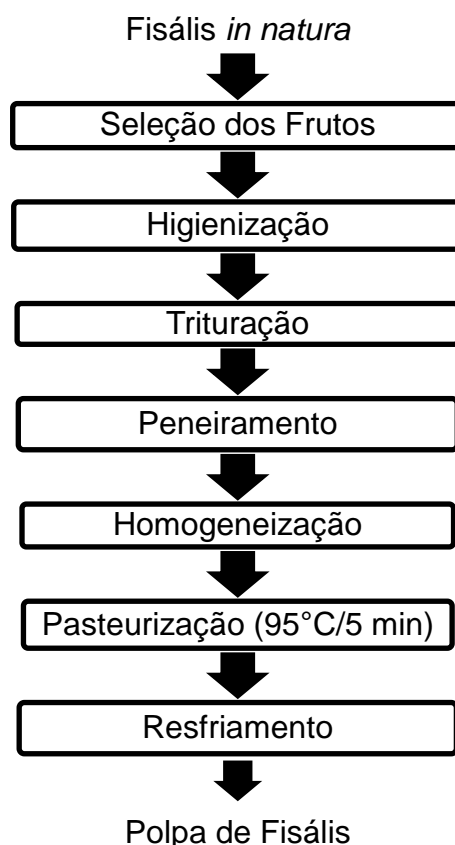 Fisális in natura
Seleção dos Frutos
Higienização
Trituração
Peneiramento
Homogeneização
Pasteurização (95°C/5 min)
Resfriamento
Polpa de Fisális